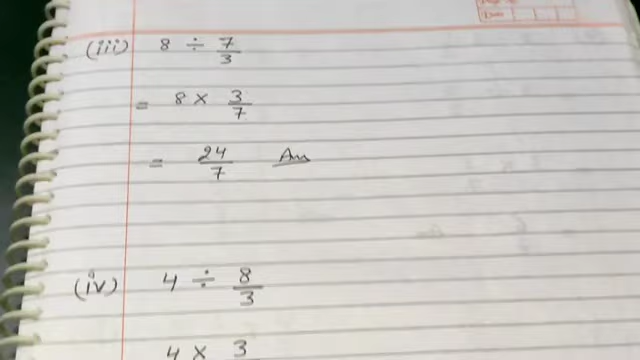 (iii) 8 ÷ 7/3
= 8 × 3/7
= 24/7 Ans
(iv) 4 ÷ 8/3
4 × 3